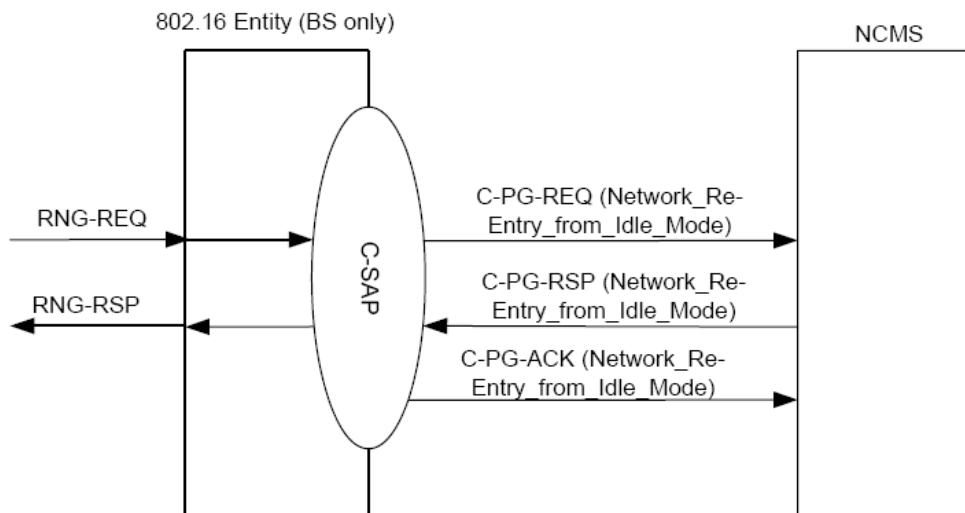 802.16 Entity (BS only)
NCMS
C-PG-REQ (Network_Re-
Entry_from_Idle_Mode)
RNG-REQ
C-SAP
C-PG-RSP (Network_Re-
Entry_from_Idle_Mode)
RNG-RSP
C-PG-ACK (Network_Re-
Entry_from_Idle_Mode)